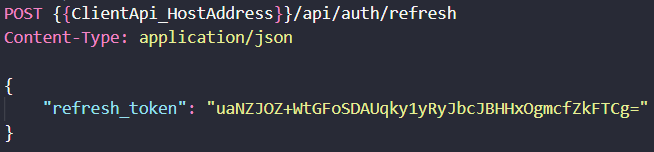 POST {{ClientApi_HostAddress}}/api/auth/refresh
Content-Type: application/json
{
"refresh_token": "uaNZJOZ+WtGFoSDAUqky1yRyJbcJBHHxOgmcfZkFTCg="
}